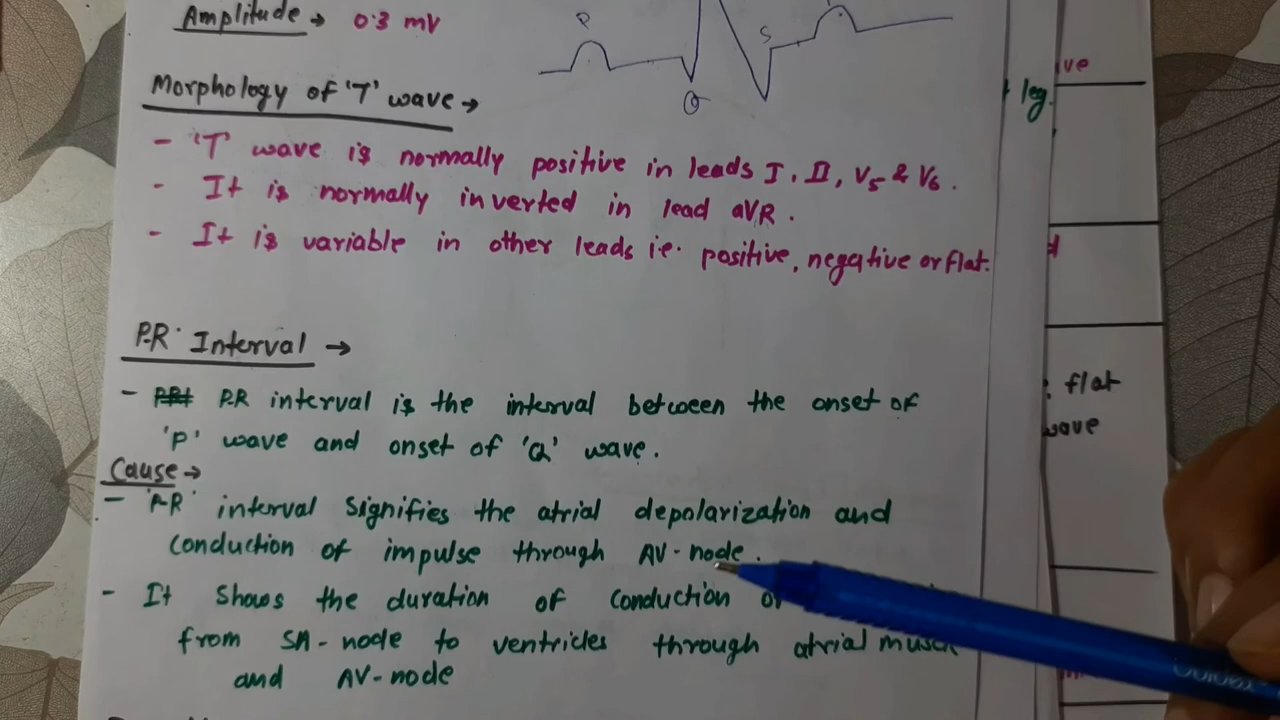 Amplitude → 0.3 mV
P
S
Q
Morphology of 'T' wave →
- 'T' wave is normally positive in leads I, II, V5 & V6.
- It is normally inverted in lead aVR.
- It is variable in other leads i.e. positive, negative or flat.
P-R Interval →
- P-R interval is the interval between the onset of
'P' wave and onset of 'Q' wave.
Cause →
- 'P-R' interval signifies the atrial depolarization and
conduction of impulse through AV-node.
- It shows the duration of conduction
from SA-node to ventricles through atrial
and AV-node
ive
leg.
flat
wave